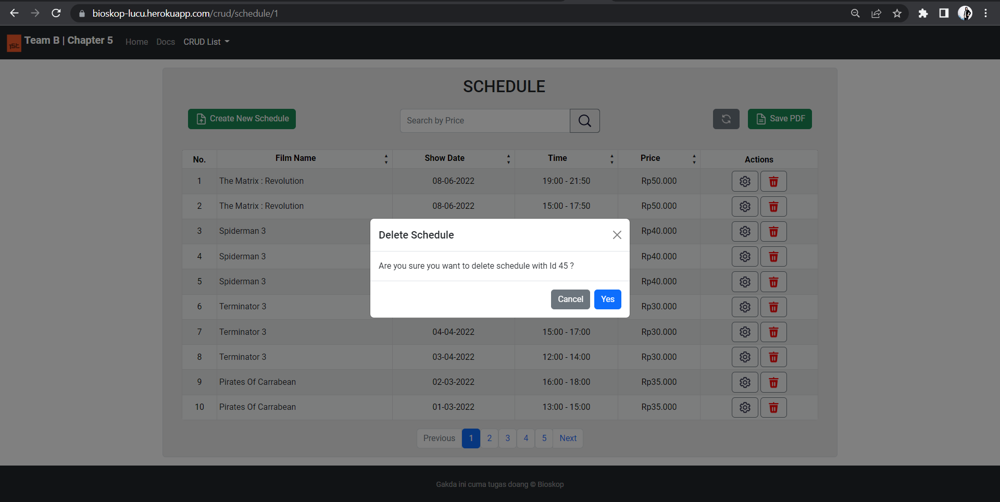 bioskop-lucu.herokuapp.com/crud/schedule/1
1Sit Team B | Chapter 5 Home Docs CRUD List
SCHEDULE
Create New Schedule Search by Price Save PDF
No. Film Name Show Date Time Price Actions
1 The Matrix : Revolution 08-06-2022 19:00 - 21:50 Rp50.000
2 The Matrix : Revolution 08-06-2022 15:00 - 17:50 Rp50.000
3 Spiderman 3 Rp40.000
Delete Schedule
4 Spiderman 3 Rp40.000
Are you sure you want to delete schedule with Id 45 ?
5 Spiderman 3 Rp40.000
Cancel Yes
6 Terminator 3 Rp30.000
7 Terminator 3 04-04-2022 15:00 - 17:00 Rp30.000
8 Terminator 3 03-04-2022 12:00 - 14:00 Rp30.000
9 Pirates Of Carrabean 02-03-2022 16:00 - 18:00 Rp35.000
10 Pirates Of Carrabean 01-03-2022 13:00 - 15:00 Rp35.000
Previous 1 2 3 4 5 Next
Gakda ini cuma tugas doang © Bioskop